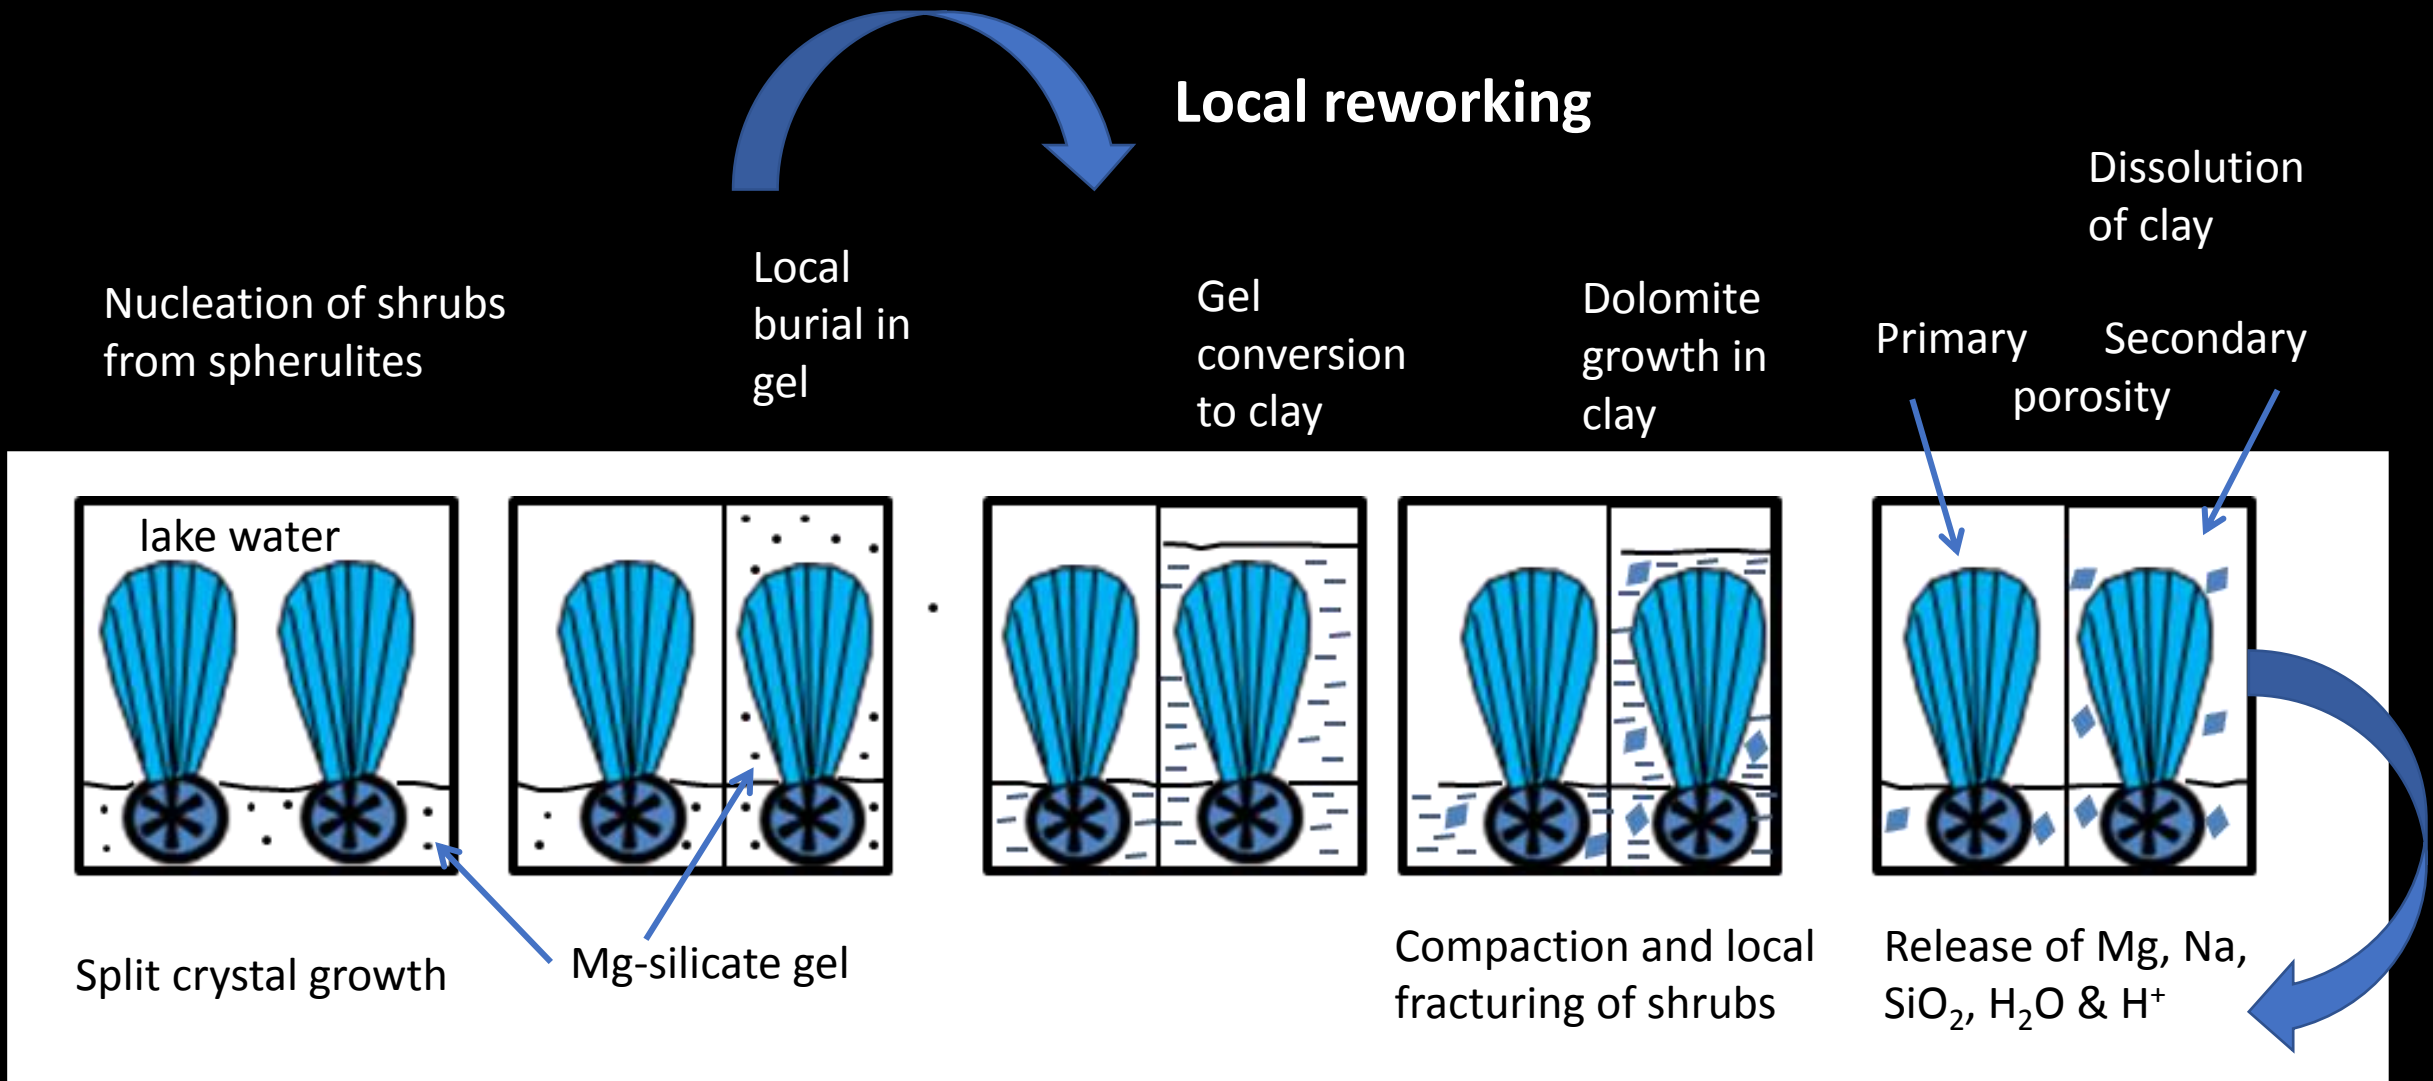 Local reworking
Nucleation of shrubs
from spherulites
Local
burial in
gel
Gel
conversion
to clay
Dolomite
growth in
clay
Dissolution
of clay
Primary
Secondary
porosity
lake water
Split crystal growth
Mg-silicate gel
Compaction and local
fracturing of shrubs
Release of Mg, Na,
SiO₂, H₂O & H⁺